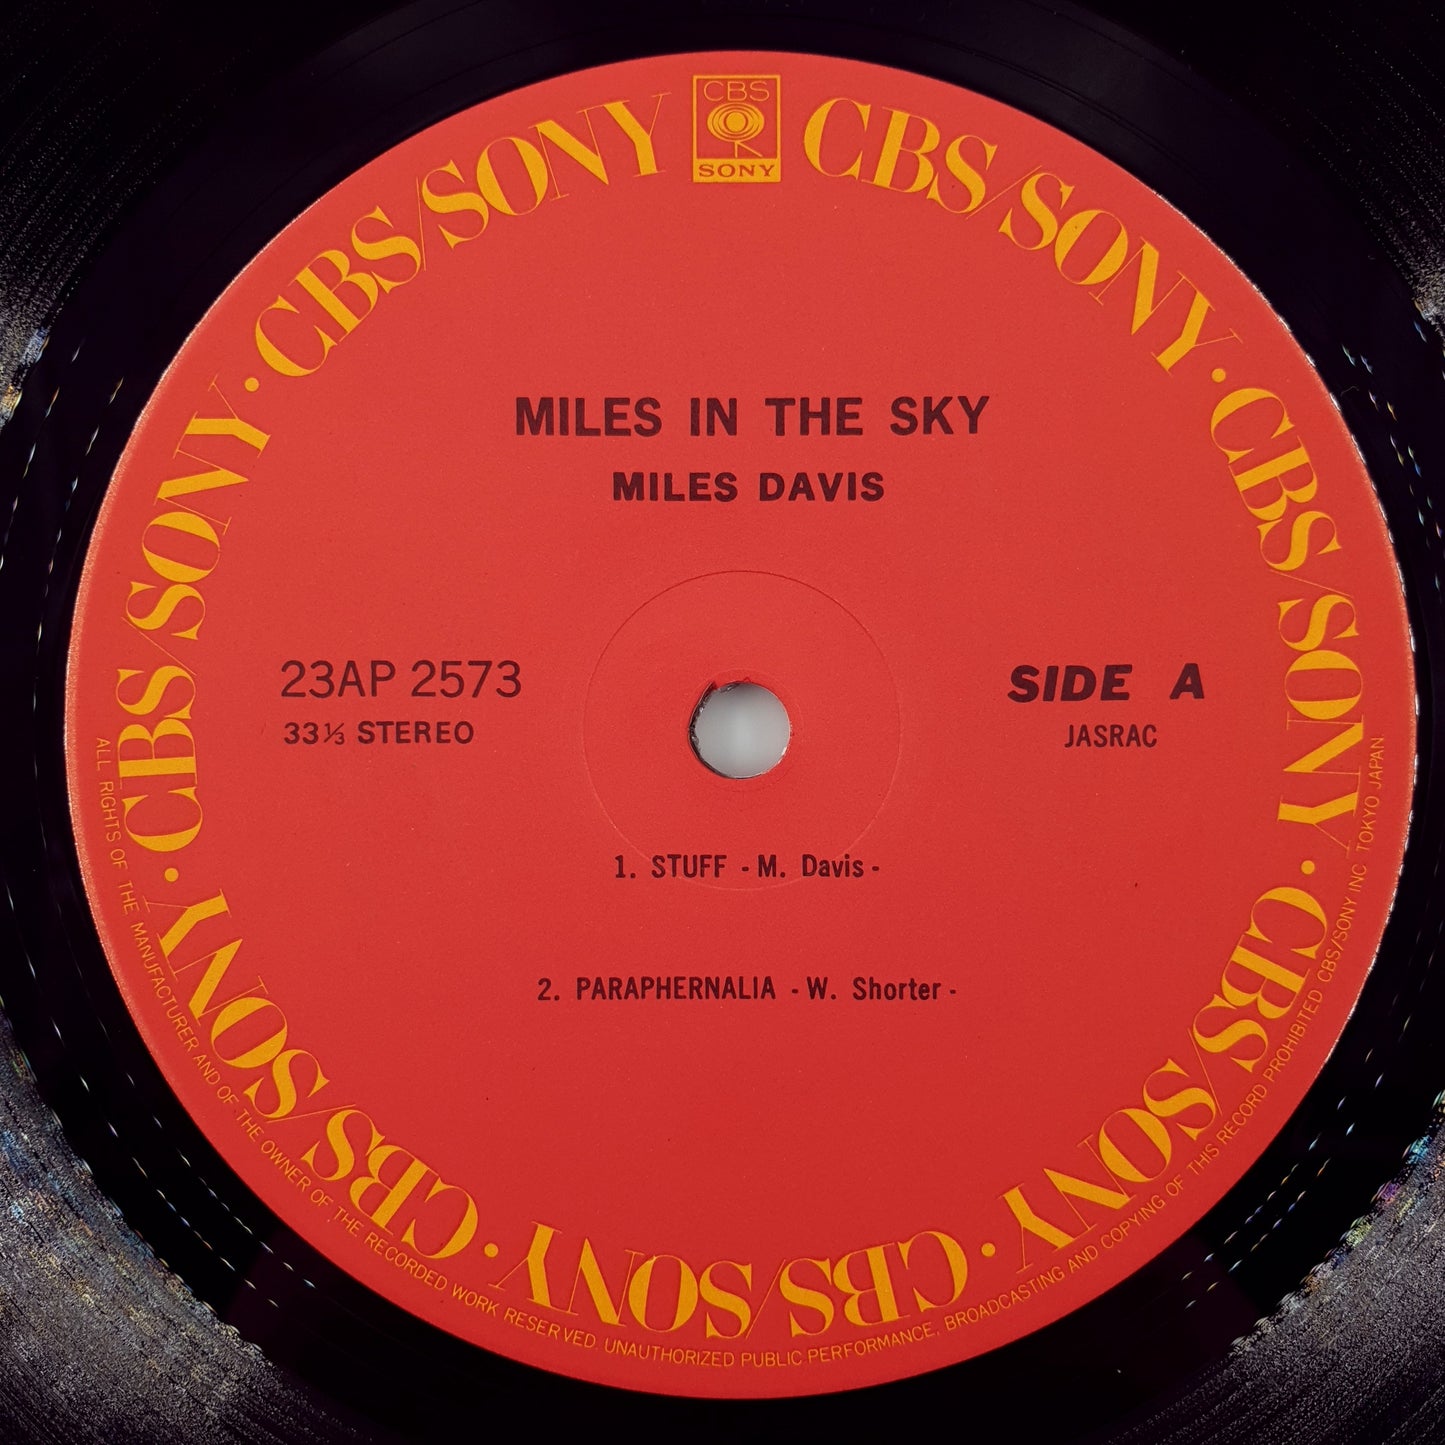 CBS
SONY
CBS/SONY · CBS/SONY · CBS/SONY · CBS/SONY · CBS/SONY · CBS/SONY · CBS/SONY
MILES IN THE SKY
MILES DAVIS
23AP 2573
33⅓ STEREO
SIDE A
JASRAC
1. STUFF - M. Davis -
2. PARAPHERNALIA - W. Shorter -
ALL RIGHTS OF THE MANUFACTURER AND OF THE OWNER OF THE RECORDED WORK RESERVED. UNAUTHORIZED PUBLIC PERFORMANCE, BROADCASTING AND COPYING OF THIS RECORD PROHIBITED CBS/SONY INC TOKYO JAPAN.